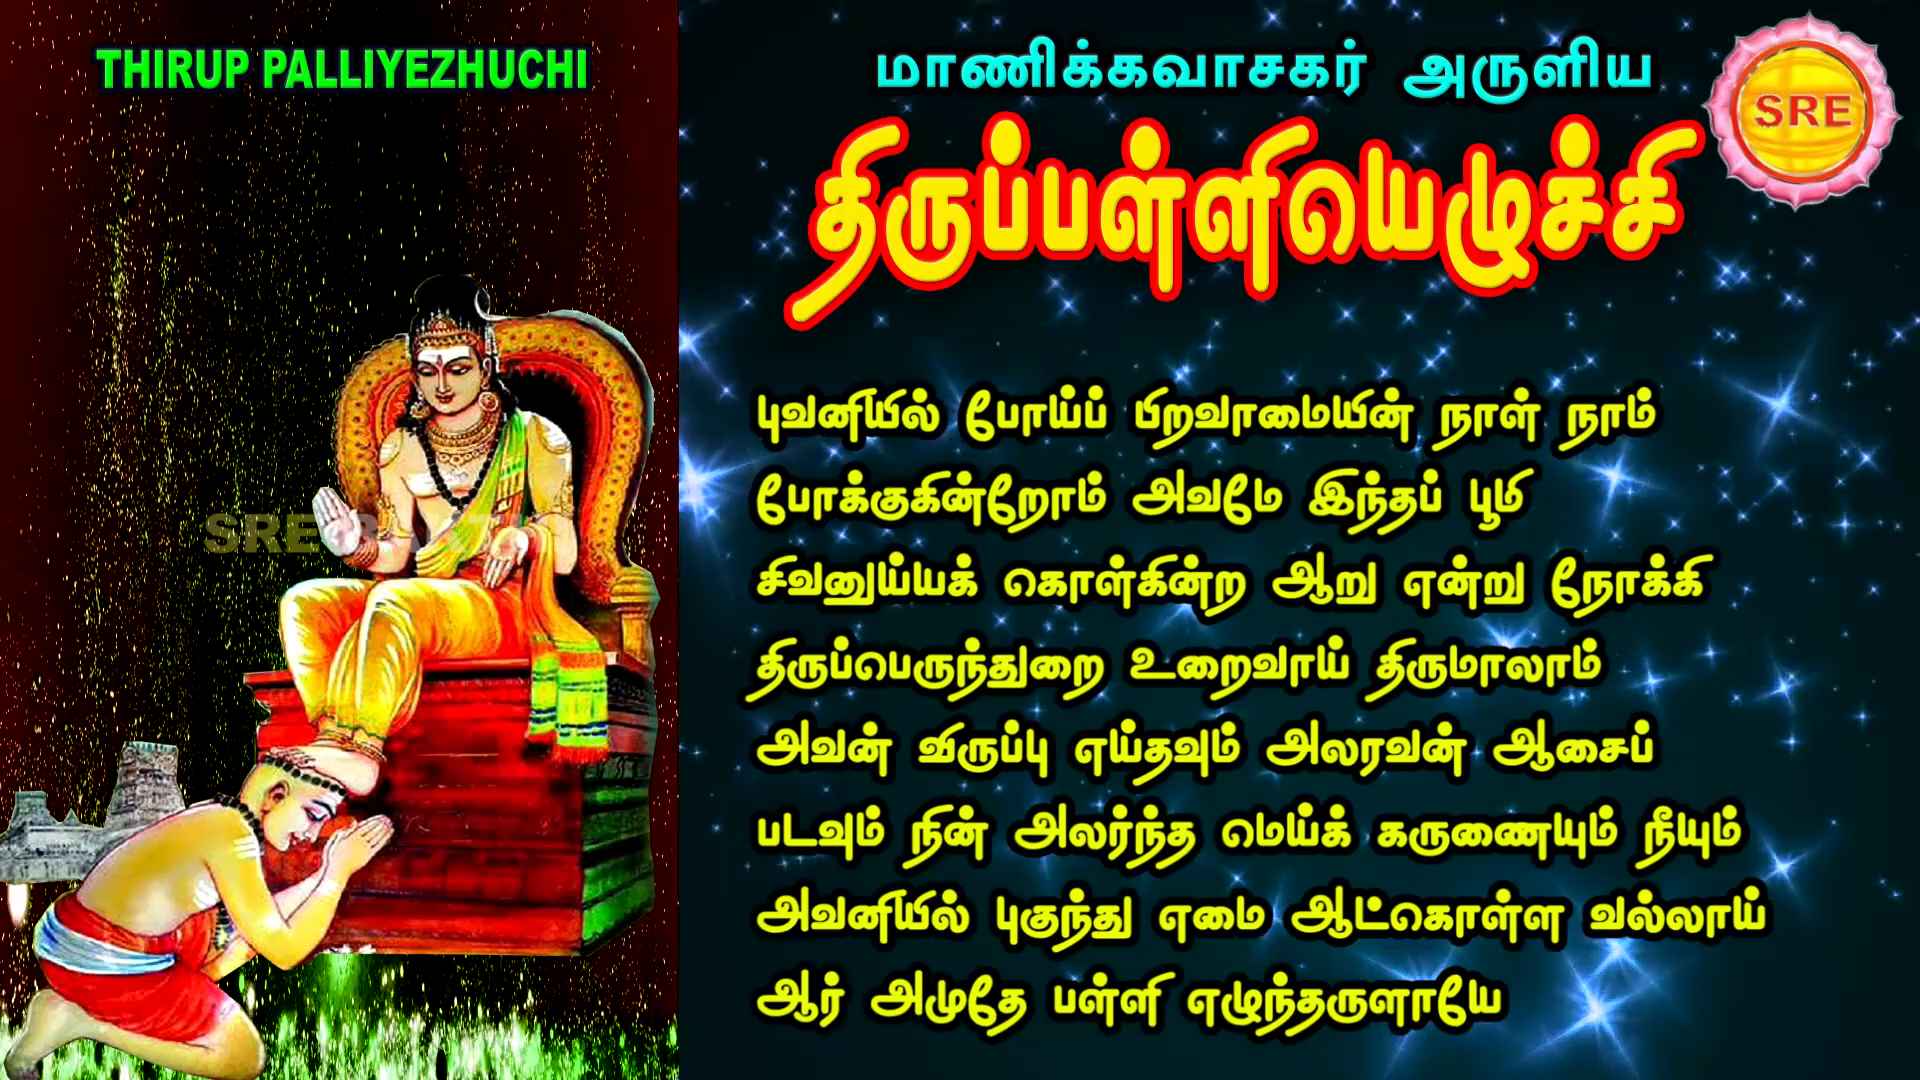 THIRUP PALLIYEZHUCHI
மாணிக்கவாசகர் அருளிய
SRE
திருப்பள்ளியெழுச்சி
புவனியில் போய்ப் பிறவாமையின் நாள் நாம்
போக்குகின்றோம் அவமே இந்தப் பூமி
சிவனுய்யக் கொள்கின்ற ஆறு என்று நோக்கி
திருப்பெருந்துறை உறைவாய் திருமாலாம்
அவன் விருப்பு எய்தவும் அலரவன் ஆசைப்
படவும் நின் அலர்ந்த மெய்க் கருணையும் நீயும்
அவனியில் புகுந்து எமை ஆட்கொள்ள வல்லாய்
ஆர் அமுதே பள்ளி எழுந்தருளாயே
SRE